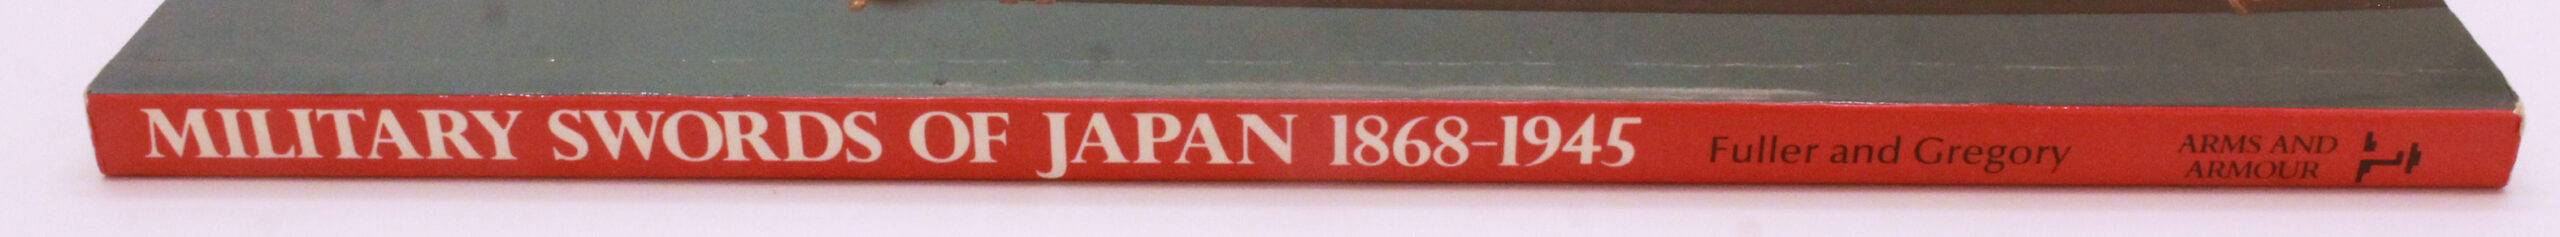 MILITARY SWORDS OF JAPAN 1868-1945 Fuller and Gregory
ARMS AND
ARMOUR